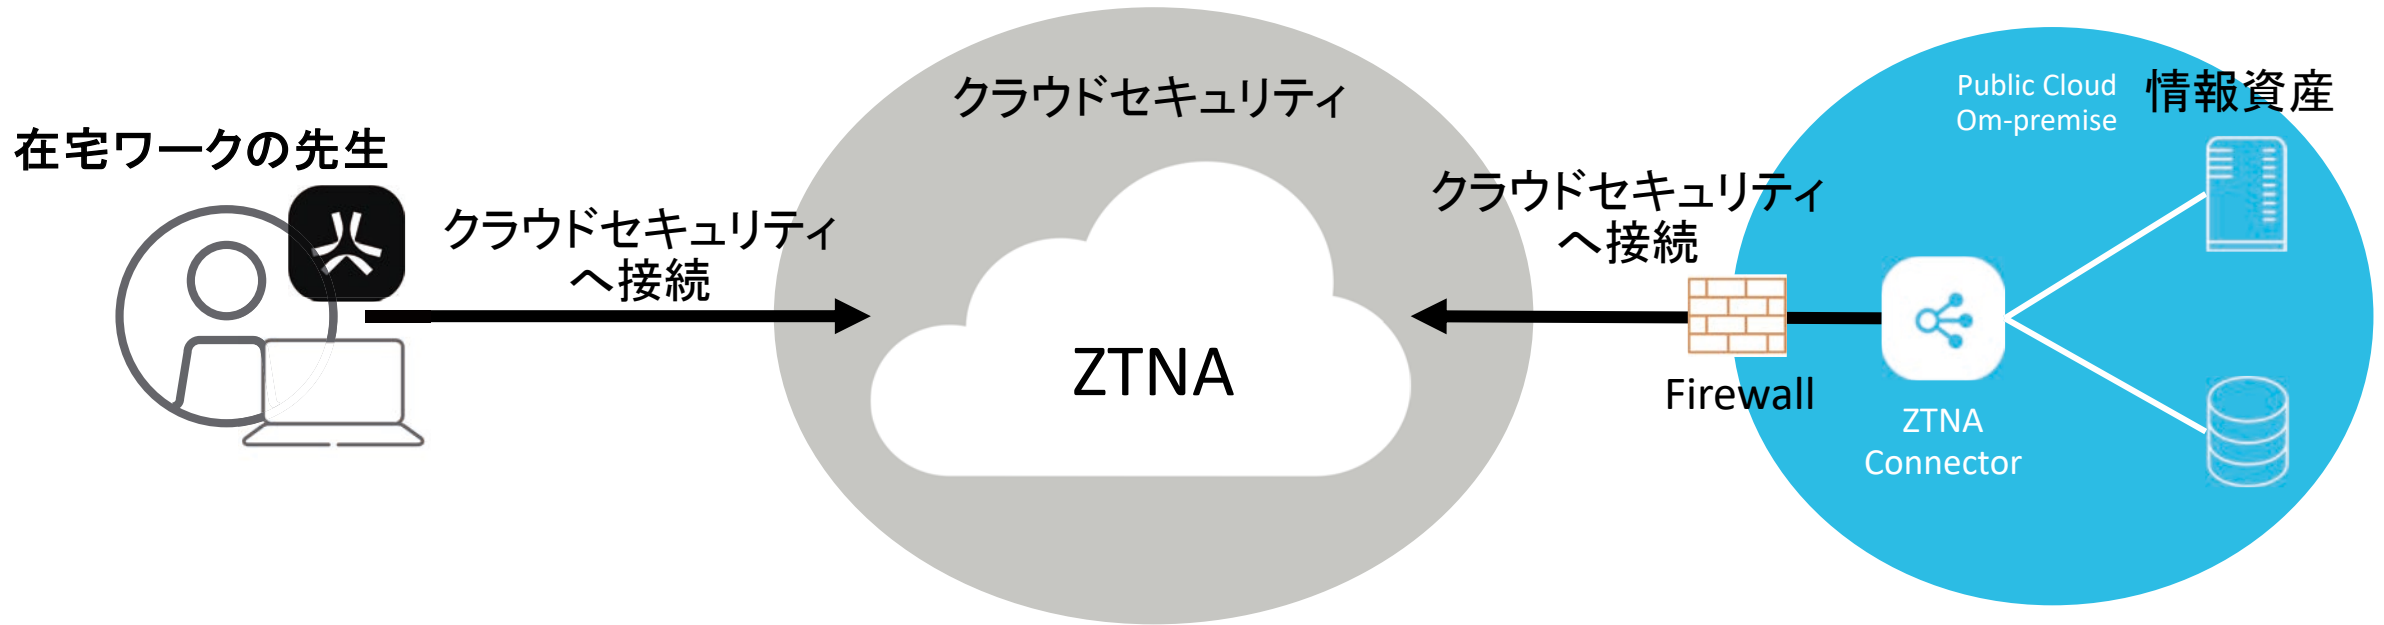 在宅ワークの先生
クラウドセキュリティ
へ接続
クラウドセキュリティ
ZTNA
クラウドセキュリティ
へ接続
Firewall
Public Cloud
Om-premise
情報資産
ZTNA
Connector